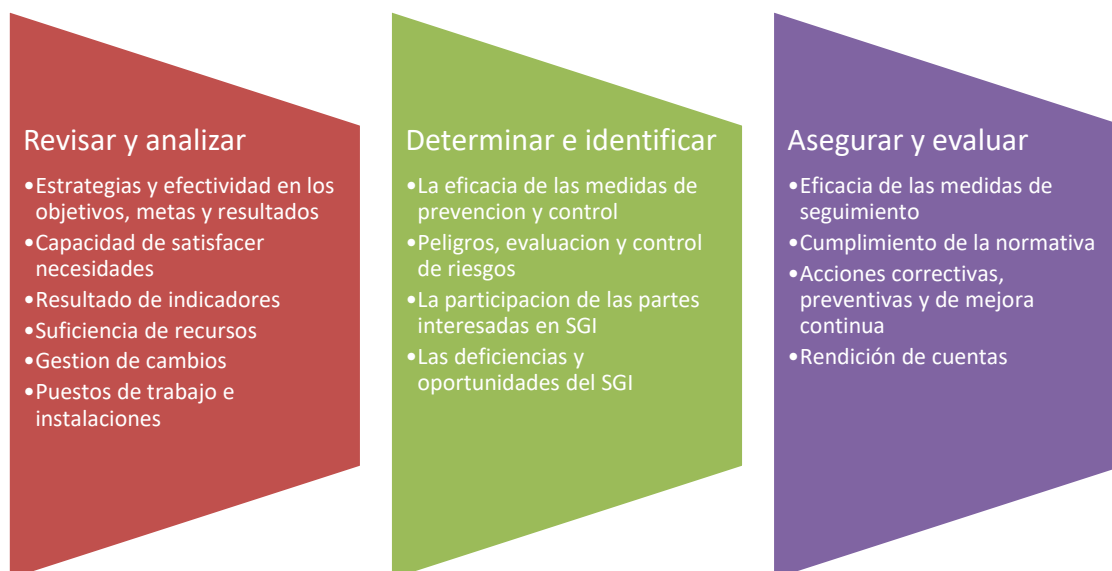 Revisar y analizar
•Estrategias y efectividad en los
objetivos, metas y resultados
•Capacidad de satisfacer
necesidades
•Resultado de indicadores
•Suficiencia de recursos
•Gestion de cambios
•Puestos de trabajo e
instalaciones
Determinar e identificar
•La eficacia de las medidas de
prevencion y control
•Peligros, evaluacion y control
de riesgos
•La participacion de las partes
interesadas en SGI
•Las deficiencias y
oportunidades del SGI
Asegurar y evaluar
•Eficacia de las medidas de
seguimiento
•Cumplimiento de la normativa
•Acciones correctivas,
preventivas y de mejora
continua
•Rendición de cuentas